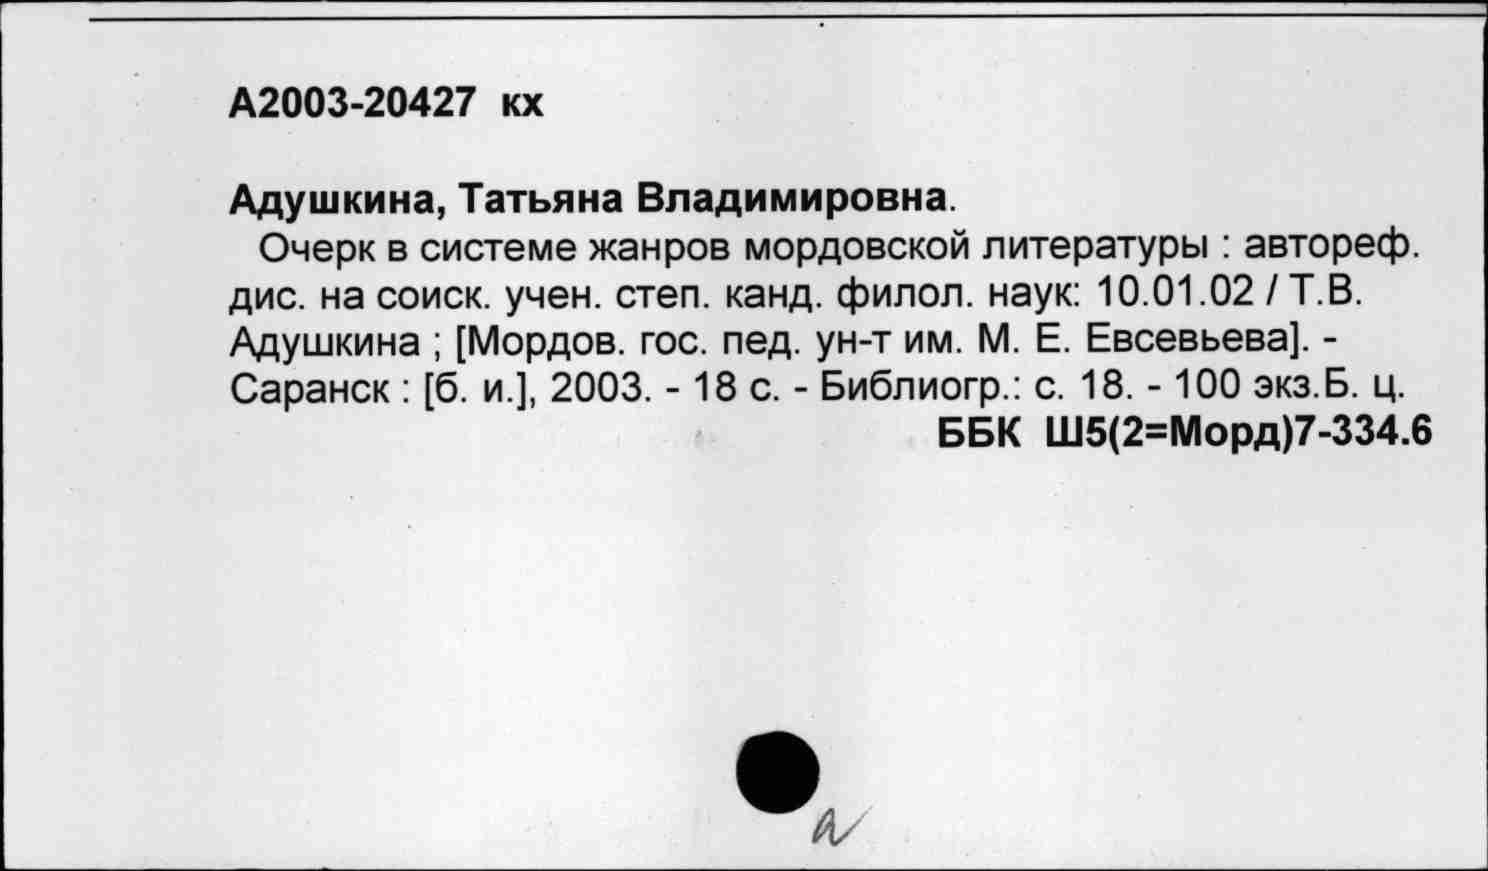 А2003-20427 кх
Адушкина, Татьяна Владимировна.
Очерк в системе жанров мордовской литературы : автореф.
дис. на соиск. учен. степ. канд. филол. наук: 10.01.02 / Т.В.
Адушкина ; [Мордов. гос. пед. ун-т им. М. Е. Евсевьева]. -
Саранск : [б. и.], 2003. - 18 с. - Библиогр.: с. 18. - 100 экз.Б. ц.
ББК Ш5(2=Морд)7-334.6
а